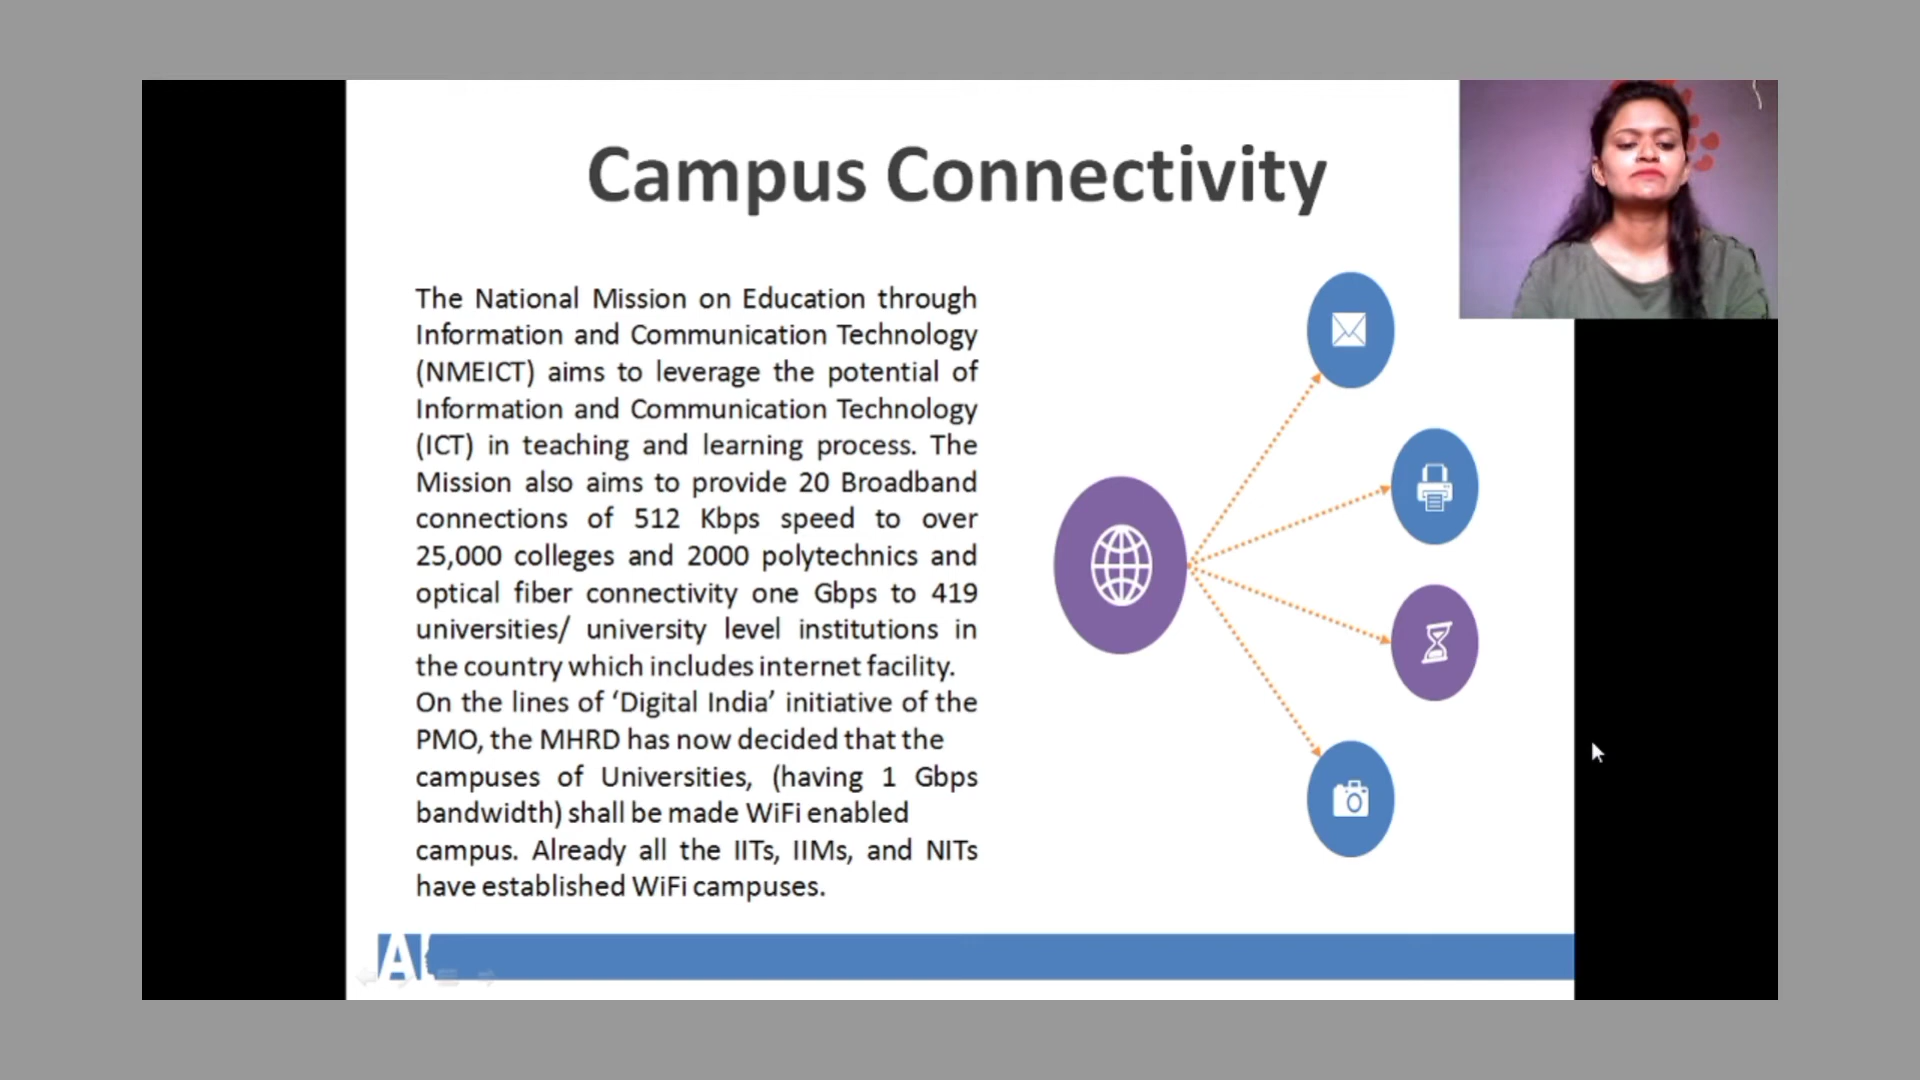 Campus Connectivity
The National Mission on Education through
Information and Communication Technology
(NMEICT) aims to leverage the potential of
Information and Communication Technology
(ICT) in teaching and learning process. The
Mission also aims to provide 20 Broadband
connections of 512 Kbps speed to over
25,000 colleges and 2000 polytechnics and
optical fiber connectivity one Gbps to 419
universities/ university level institutions in
the country which includes internet facility.
On the lines of ‘Digital India’ initiative of the
PMO, the MHRD has now decided that the
campuses of Universities, (having 1 Gbps
bandwidth) shall be made WiFi enabled
campus. Already all the IITs, IIMs, and NITs
have established WiFi campuses.